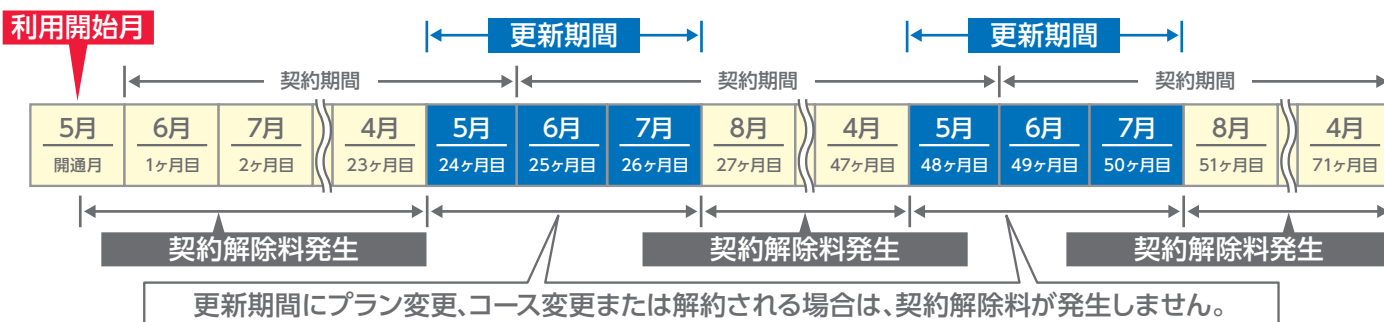 利用開始月
更新期間
更新期間
契約期間
契約期間
契約期間
5月 6月 7月 4月 5月 6月 7月 8月 4月 5月 6月 7月 8月 4月
開通月 1ヶ月目 2ヶ月目 23ヶ月目 24ヶ月目 25ヶ月目 26ヶ月目 27ヶ月目 47ヶ月目 48ヶ月目 49ヶ月目 50ヶ月目 51ヶ月目 71ヶ月目
契約解除料発生
契約解除料発生
契約解除料発生
更新期間にプラン変更、コース変更または解約される場合は、契約解除料が発生しません。